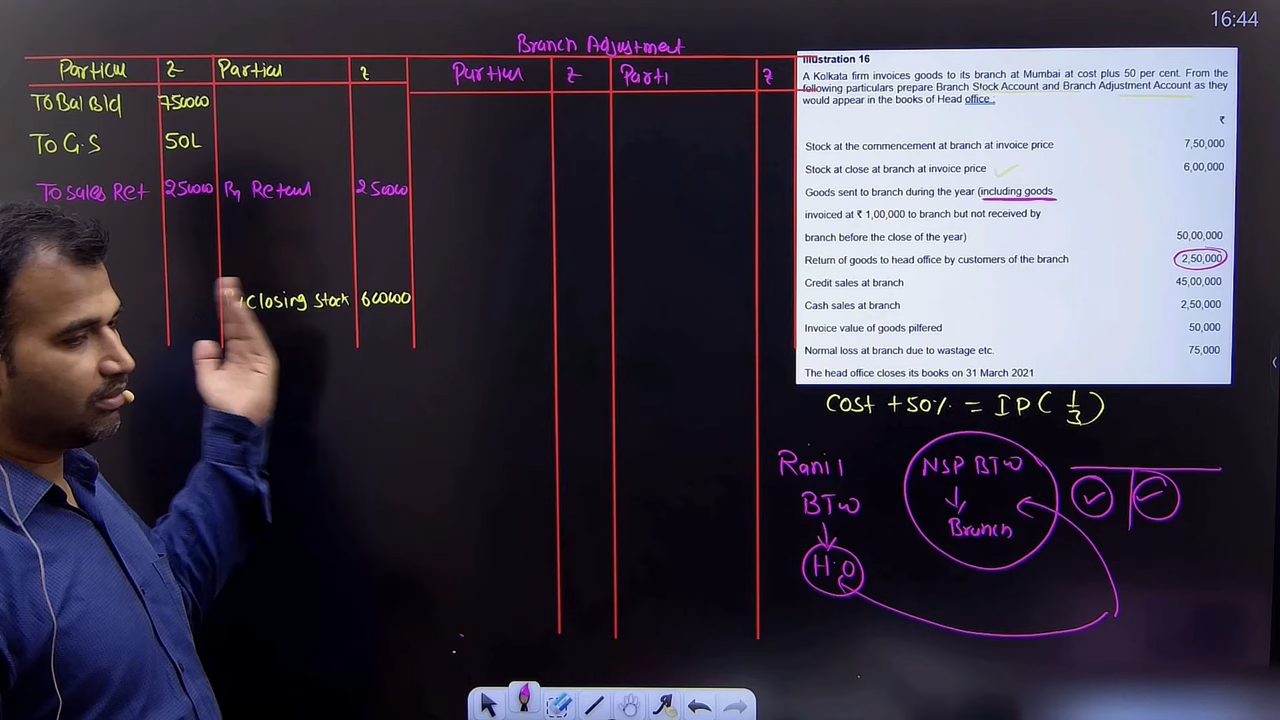 16:44
Branch Adjustment
Particul ₹ Particul ₹
Particul ₹ Parti ₹
To Bal B/d 750000
To G.S 50L
To Sales Ret 250000 By Return 250000
Closing Stock 600000
Illustration 16
A Kolkata firm invoices goods to its branch at Mumbai at cost plus 50 per cent. From the
following particulars prepare Branch Stock Account and Branch Adjustment Account as they
would appear in the books of Head office.:
₹
Stock at the commencement at branch at invoice price 7,50,000
Stock at close at branch at invoice price 6,00,000
Goods sent to branch during the year (including goods
invoiced at ₹ 1,00,000 to branch but not received by
branch before the close of the year) 50,00,000
Return of goods to head office by customers of the branch 2,50,000
Credit sales at branch 45,00,000
Cash sales at branch 2,50,000
Invoice value of goods pilfered 50,000
Normal loss at branch due to wastage etc. 75,000
The head office closes its books on 31 March 2021
Cost +50% = IP ( 1/3 )
BTW
H.O
NSP BTW
Branch